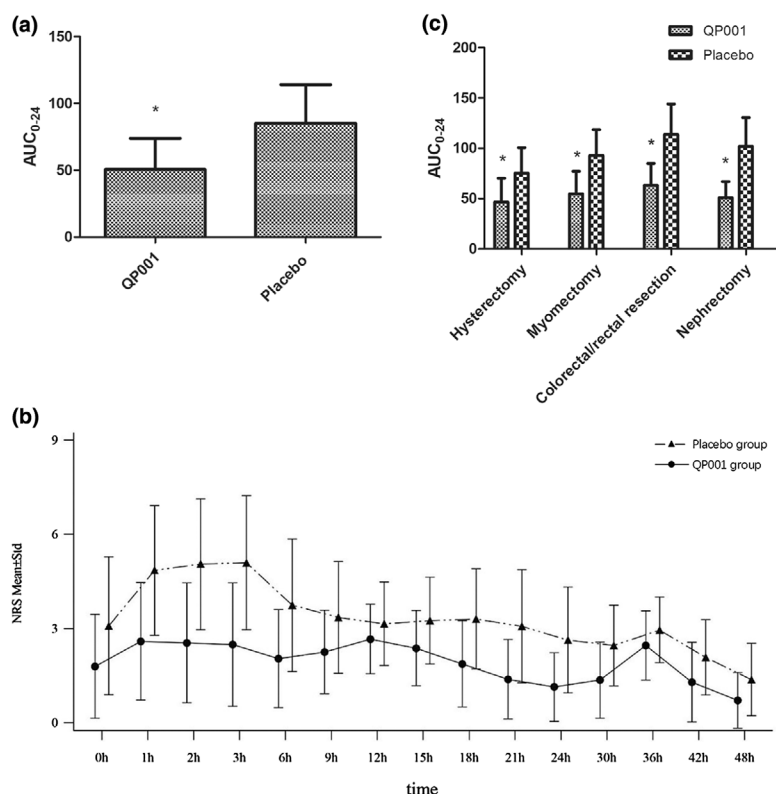 (a)
150
100
50
0
AUC0-24
*
QP001
Placebo
(c)
QP001
Placebo
200
150
100
50
0
AUC0-24
*
*
*
*
Hysterectomy
Myomectomy
Colorectal/rectal resection
Nephrectomy
(b)
9
6
3
0
NRS Mean±Std
Placebo group
QP001 group
0h 1h 2h 3h 6h 9h 12h 15h 18h 21h 24h 30h 36h 42h 48h
time